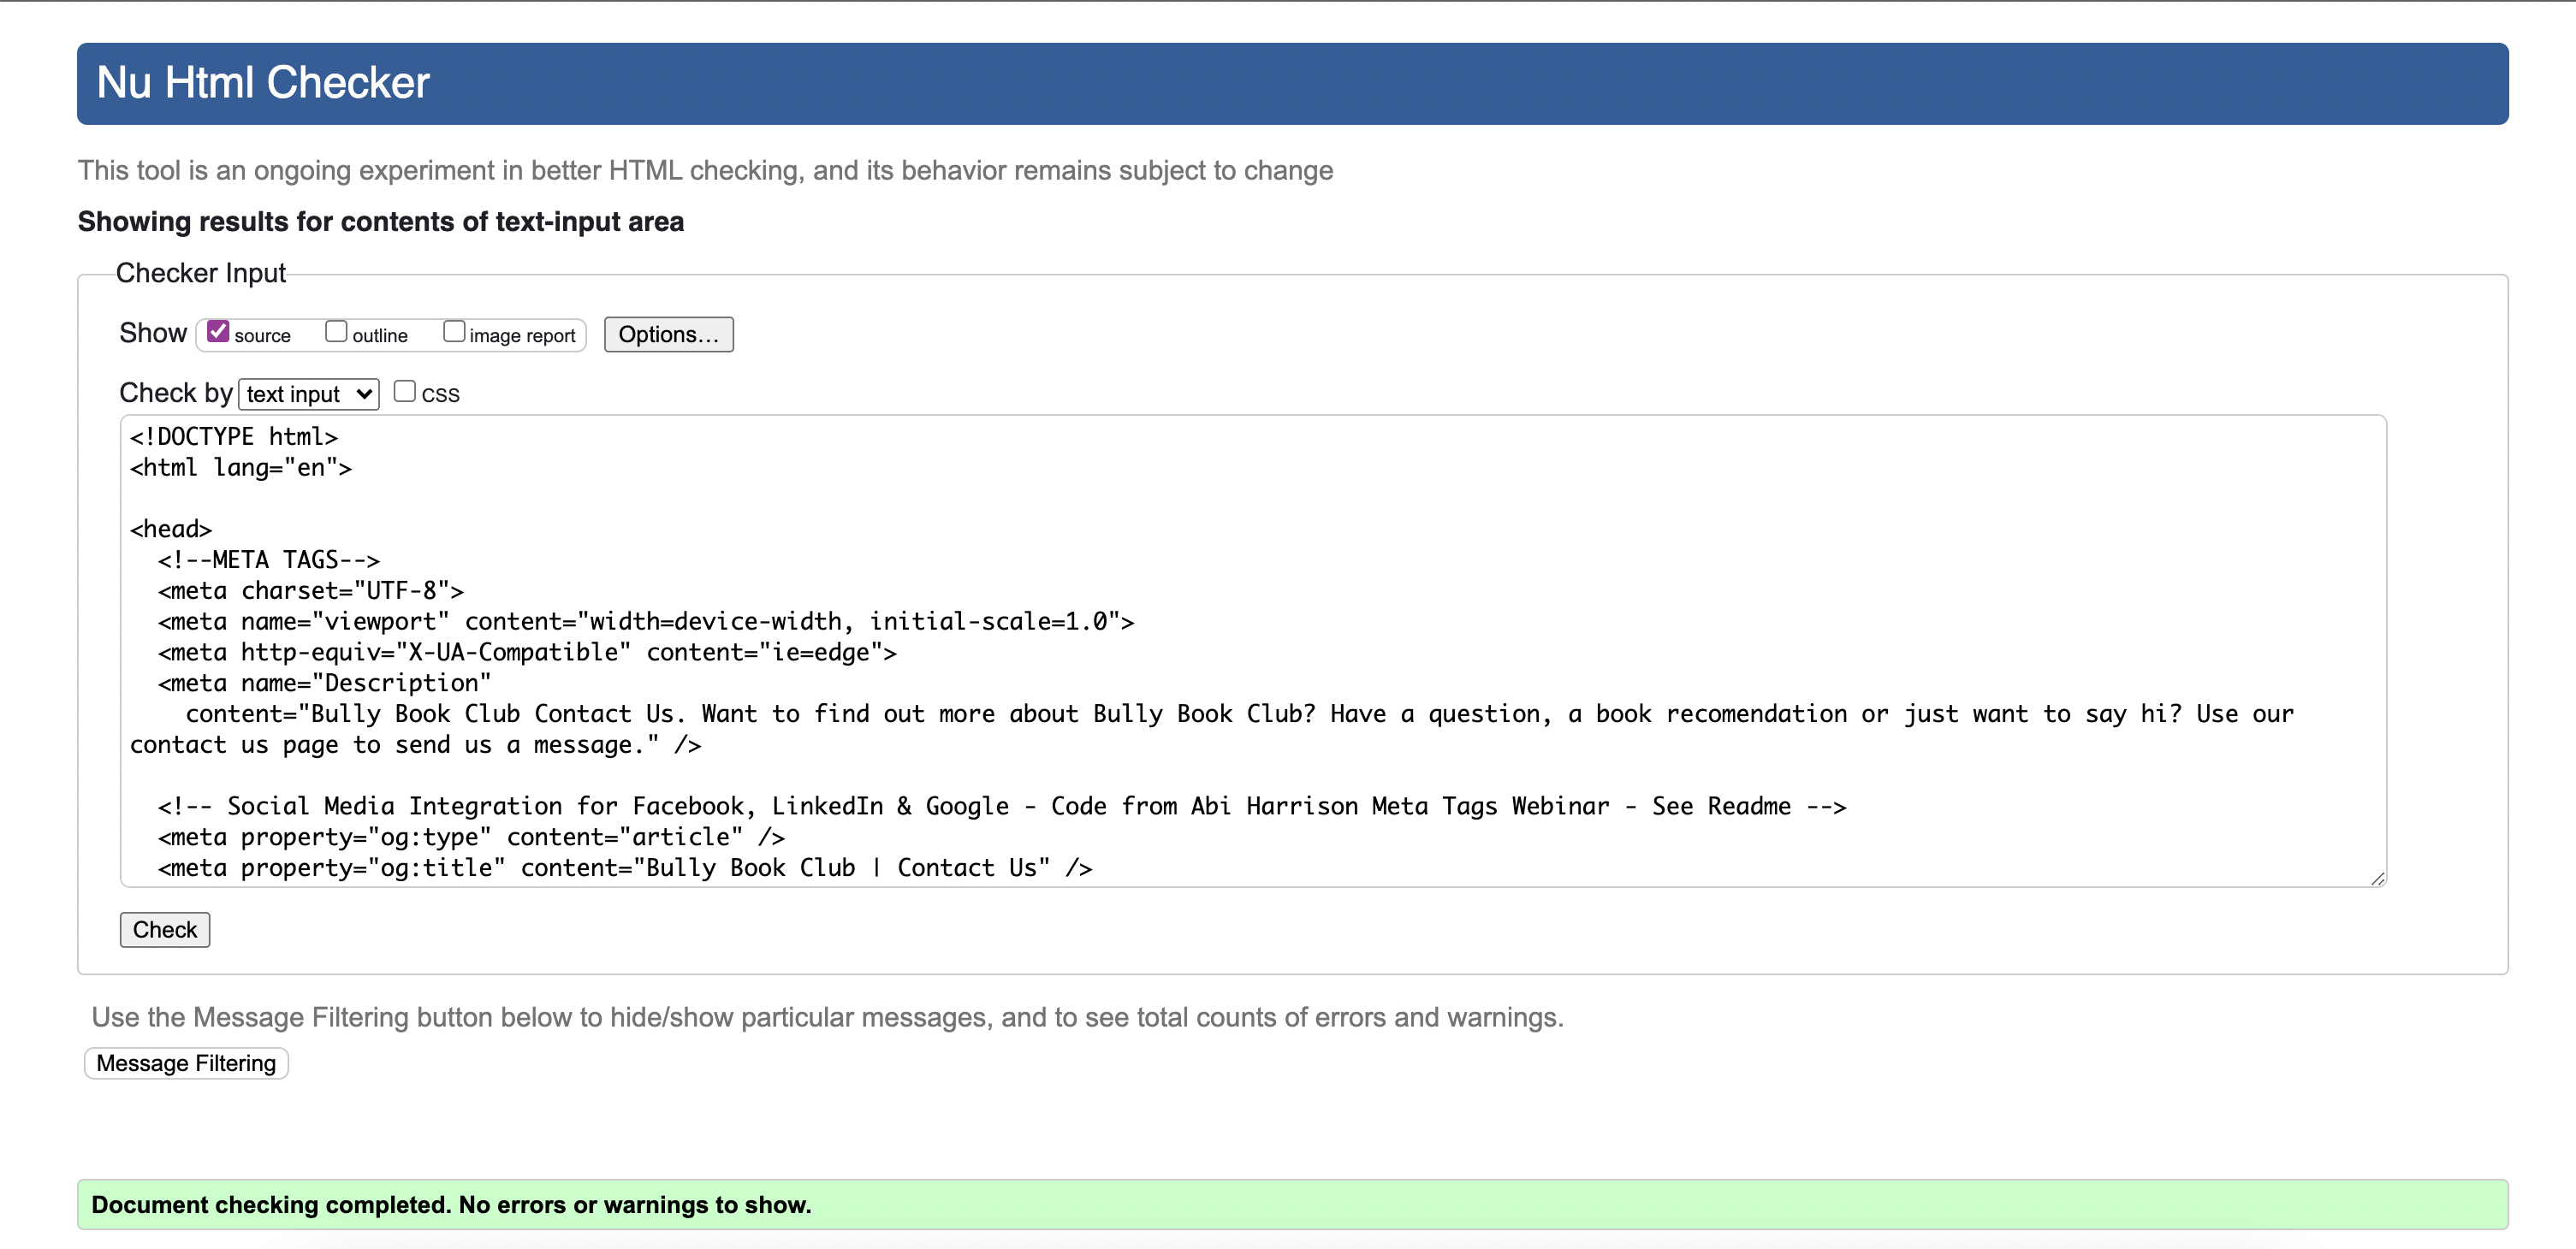 Nu Html Checker
This tool is an ongoing experiment in better HTML checking, and its behavior remains subject to change
Showing results for contents of text-input area
Checker Input
Show source outline image report Options...
Check by text input CSS
<!DOCTYPE html>
<html lang="en">
<head>
<!--META TAGS-->
<meta charset="UTF-8">
<meta name="viewport" content="width=device-width, initial-scale=1.0">
<meta http-equiv="X-UA-Compatible" content="ie=edge">
<meta name="Description"
content="Bully Book Club Contact Us. Want to find out more about Bully Book Club? Have a question, a book recomendation or just want to say hi? Use our
contact us page to send us a message." />
<!-- Social Media Integration for Facebook, LinkedIn & Google - Code from Abi Harrison Meta Tags Webinar - See Readme -->
<meta property="og:type" content="article" />
<meta property="og:title" content="Bully Book Club | Contact Us" />
Check
Use the Message Filtering button below to hide/show particular messages, and to see total counts of errors and warnings.
Message Filtering
Document checking completed. No errors or warnings to show.